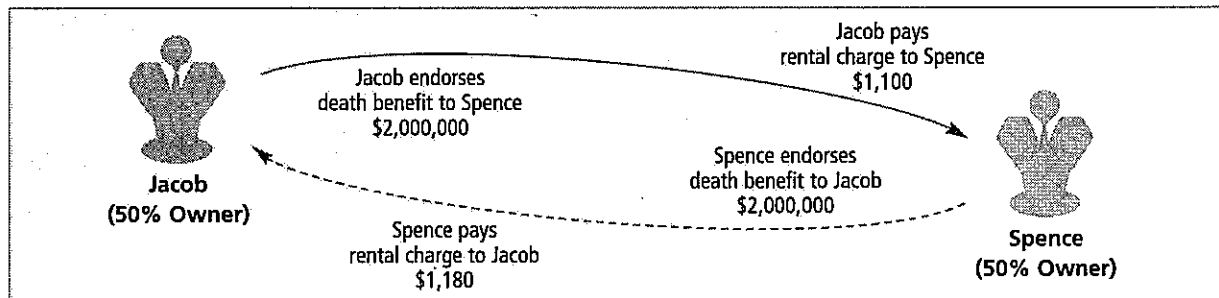 Jacob pays
rental charge to Spence
$1,100
Jacob endorses
death benefit to Spence
$2,000,000
Jacob
(50% Owner)
Spence endorses
death benefit to Jacob
$2,000,000
Spence pays
rental charge to Jacob
$1,180
Spence
(50% Owner)